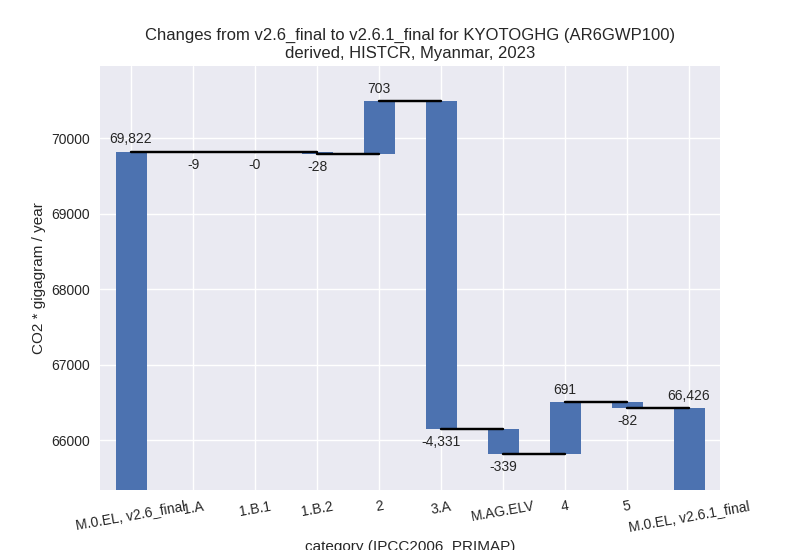 Changes from v2.6_final to v2.6.1_final for KYOTOGHG (AR6GWP100)
derived, HISTCR, Myanmar, 2023
CO2 * gigagram / year
70000
69000
68000
67000
66000
69,822
-9
-0
-28
703
-4,331
-339
691
-82
66,426
M.0.EL, v2.6_final
1.A
1.B.1
1.B.2
2
3.A
M.AG.ELV
4
5
M.0.EL, v2.6.1_final
category (IPCC2006_PRIMAP)